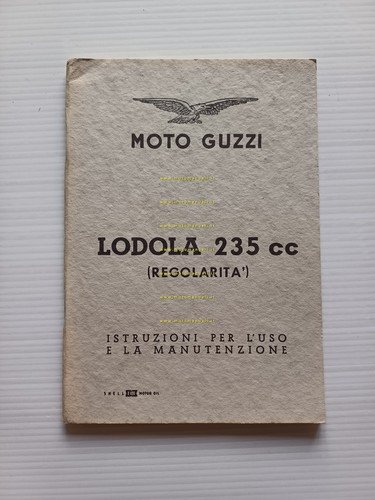 MOTO GUZZI
LODOLA 235 cc
(REGOLARITA')
ISTRUZIONI PER L'USO
E LA MANUTENZIONE
SHELL MOTOR OIL